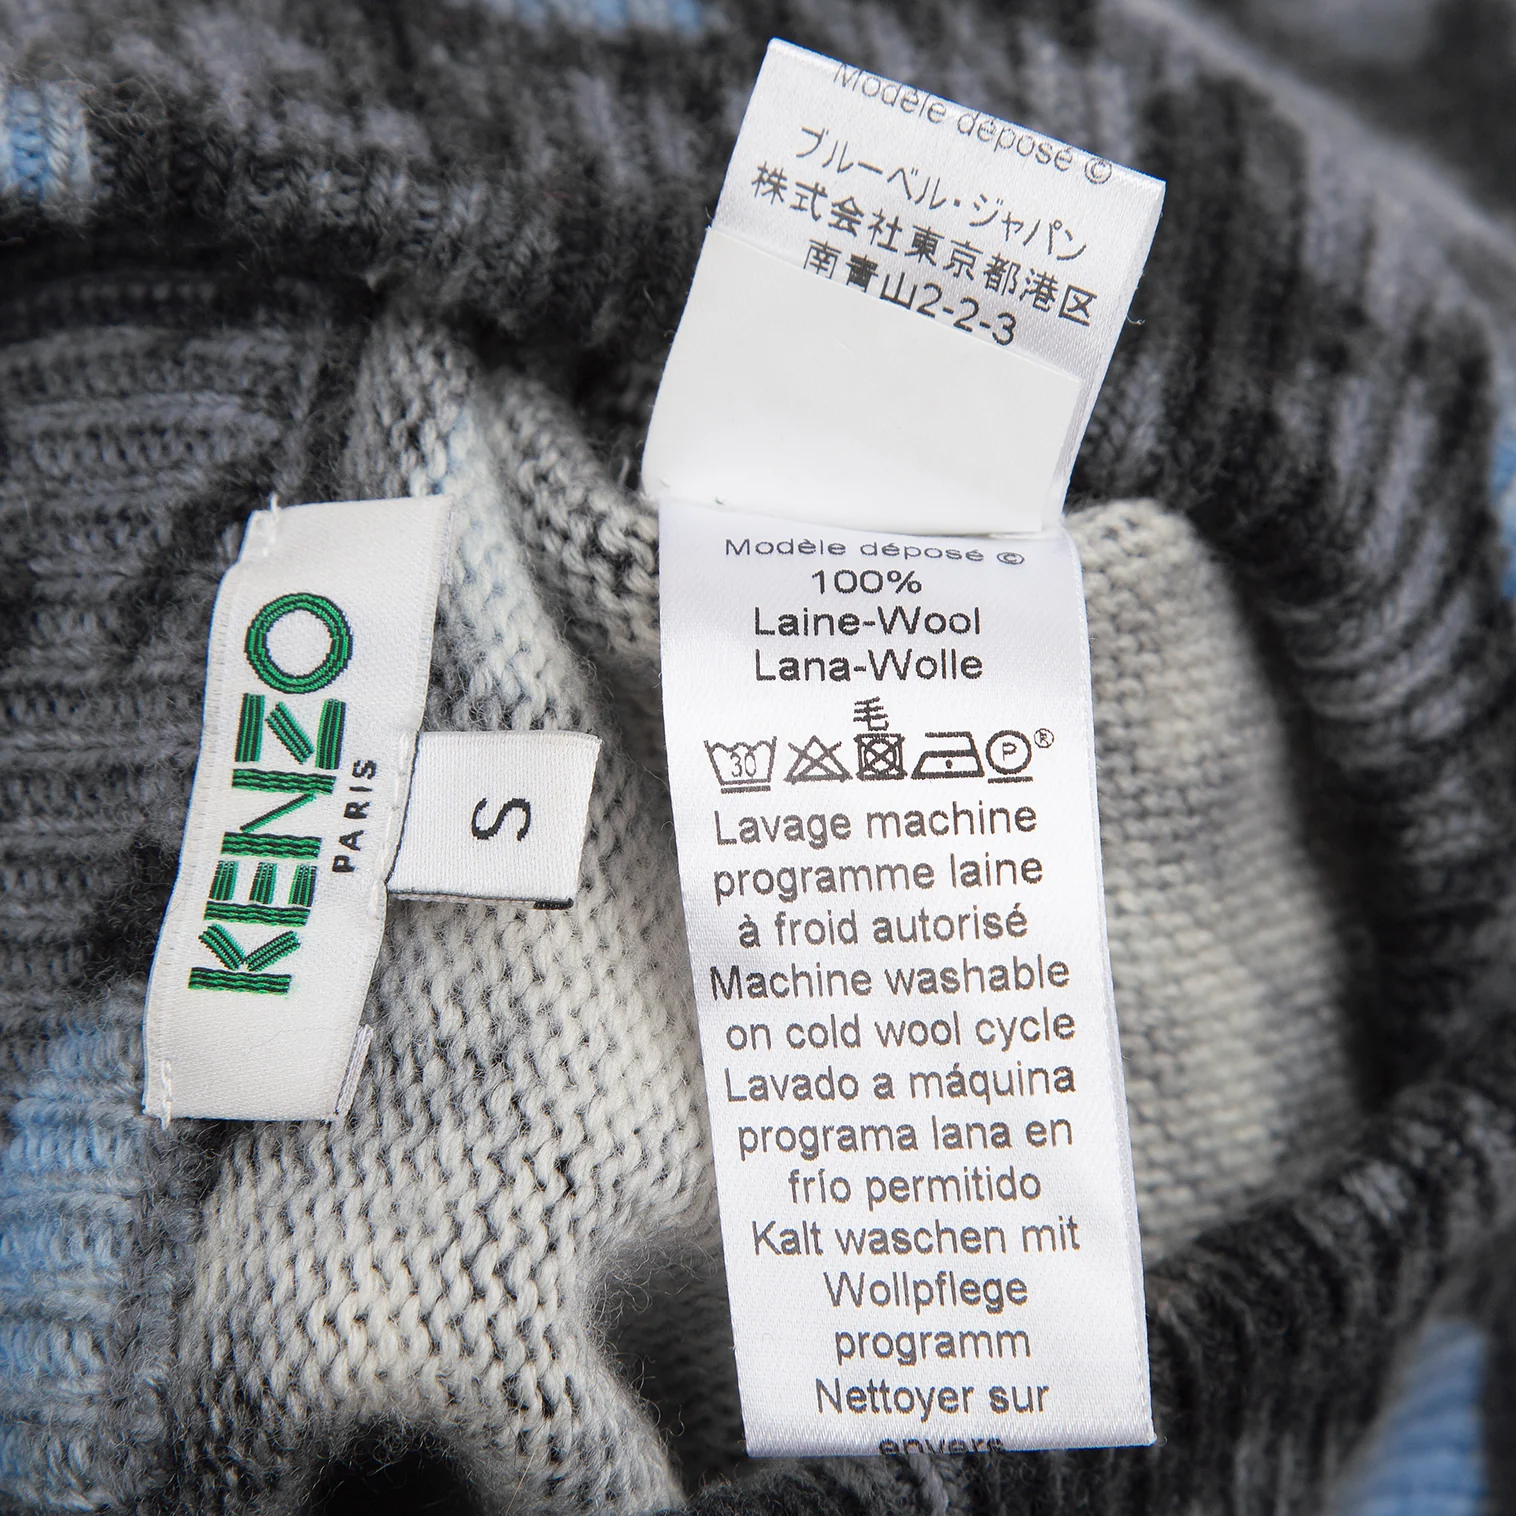 Modèle déposé ©
ブルーベル・ジャパン
株式会社東京都港区
南青山2-2-3
KENZO
PARIS
S
Modèle déposé ©
100%
Laine-Wool
Lana-Wolle
毛
30 P ®
Lavage machine
programme laine
à froid autorisé
Machine washable
on cold wool cycle
Lavado a máquina
programa lana en
frío permitido
Kalt waschen mit
Wollpflege
programm
Nettoyer sur
envers